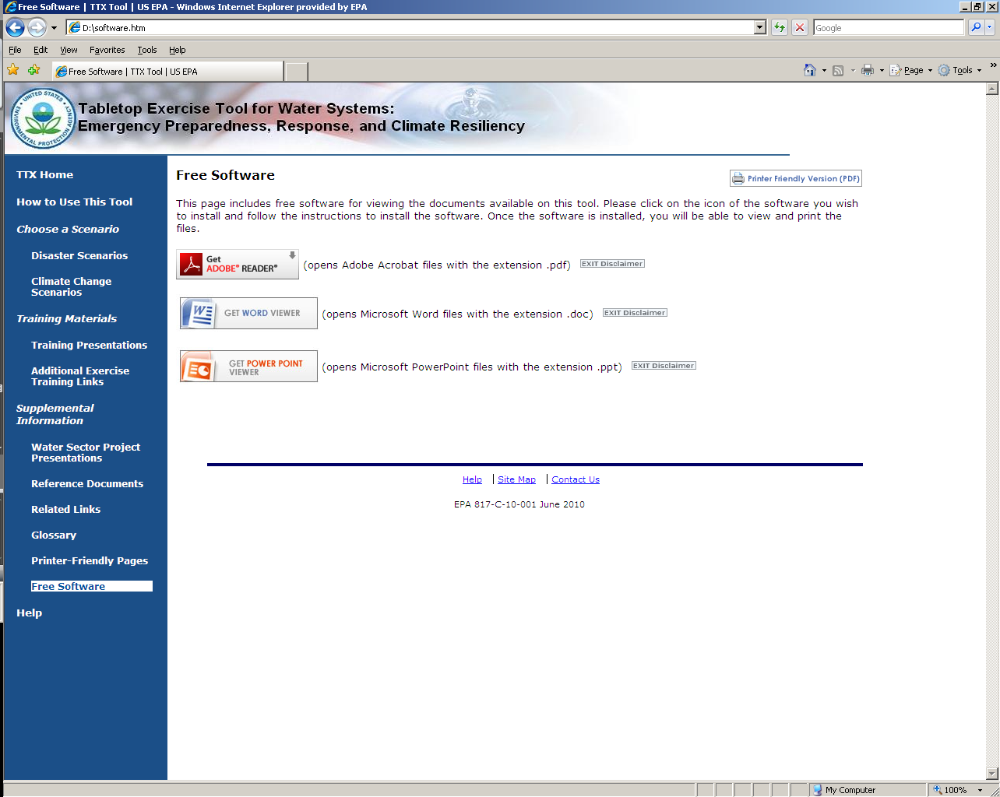 Free Software | TTX Tool | US EPA - Windows Internet Explorer provided by EPA
D:\software.htm
Google
File Edit View Favorites Tools Help
Free Software | TTX Tool | US EPA
Page Tools
UNITED STATES ENVIRONMENTAL PROTECTION AGENCY
Tabletop Exercise Tool for Water Systems:
Emergency Preparedness, Response, and Climate Resiliency
TTX Home
How to Use This Tool
Choose a Scenario
Disaster Scenarios
Climate Change
Scenarios
Training Materials
Training Presentations
Additional Exercise
Training Links
Supplemental
Information
Water Sector Project
Presentations
Reference Documents
Related Links
Glossary
Printer-Friendly Pages
Free Software
Help
Free Software
Printer Friendly Version (PDF)
This page includes free software for viewing the documents available on this tool. Please click on the icon of the software you wish
to install and follow the instructions to install the software. Once the software is installed, you will be able to view and print the
files.
Get
ADOBE® READER®
(opens Adobe Acrobat files with the extension .pdf)
EXIT Disclaimer
GET WORD VIEWER
(opens Microsoft Word files with the extension .doc)
EXIT Disclaimer
GET POWER POINT
VIEWER
(opens Microsoft PowerPoint files with the extension .ppt)
EXIT Disclaimer
Help | Site Map | Contact Us
EPA 817-C-10-001 June 2010
My Computer
100%